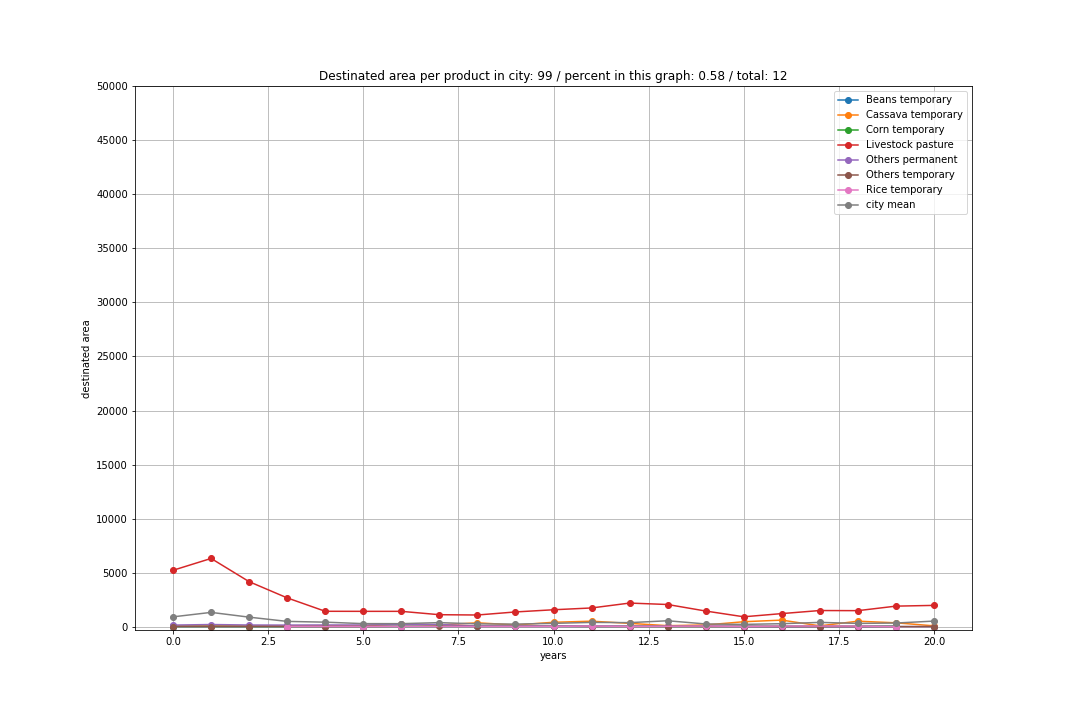 Destinated area per product in city: 99 / percent in this graph: 0.58 / total: 12
50000
45000
40000
35000
30000
25000
20000
15000
10000
5000
0
destinated area
Beans temporary
Cassava temporary
Corn temporary
Livestock pasture
Others permanent
Others temporary
Rice temporary
city mean
0.0 2.5 5.0 7.5 10.0 12.5 15.0 17.5 20.0
years